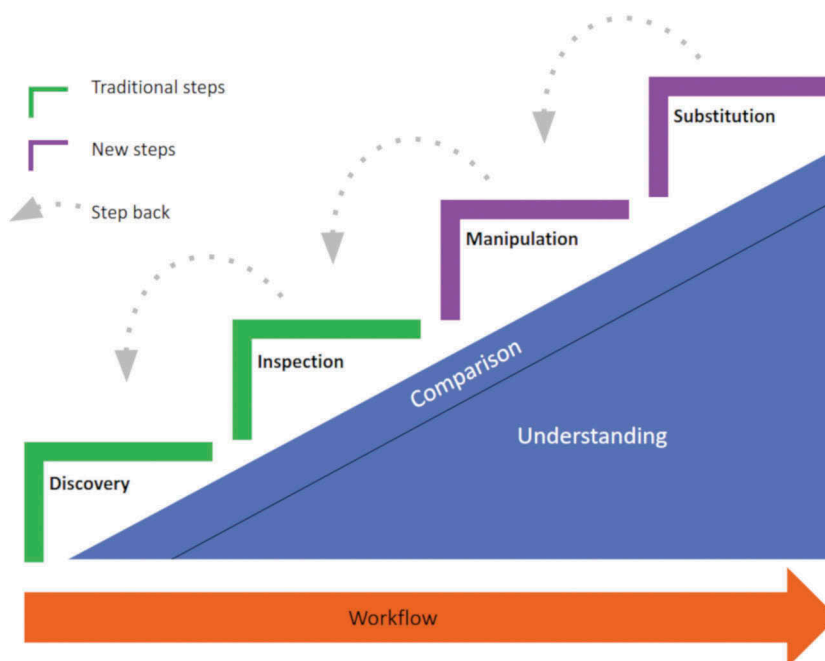 Traditional steps
New steps
Step back
Substitution
Manipulation
Inspection
Discovery
Comparison
Understanding
Workflow